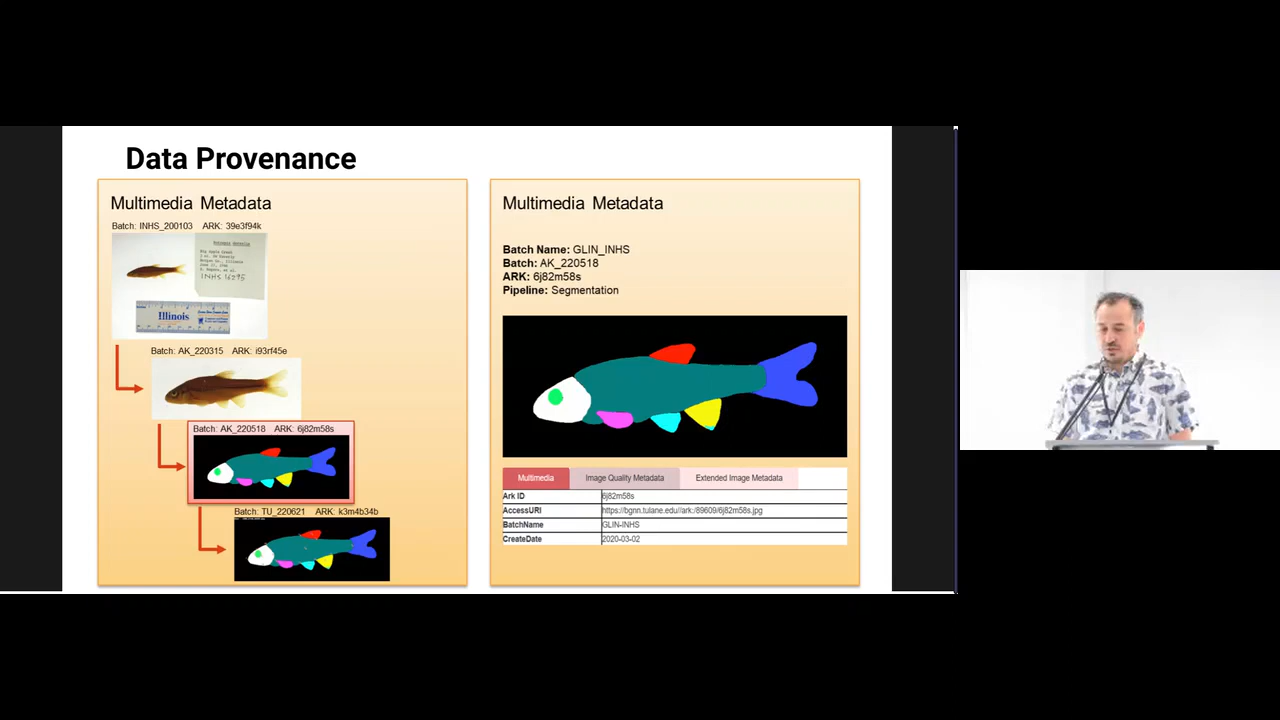 Data Provenance
Multimedia Metadata
Batch: INHS_200103 ARK: 39e3f94k
INHS 16295
Illinois
Batch: AK_220315 ARK: i93rf45e
Batch: AK_220518 ARK: 6j82m58s
Batch: TU_220621 ARK: k3m4b34b
Multimedia Metadata
Batch Name: GLIN_INHS
Batch: AK_220518
ARK: 6j82m58s
Pipeline: Segmentation
Multimedia Image Quality Metadata Extended Image Metadata
Ark ID 6j82m58s
AccessURI https://bgnn.tulane.edu//ark:/89609/6j82m58s.jpg
BatchName GLIN-INHS
CreateDate 2020-03-02